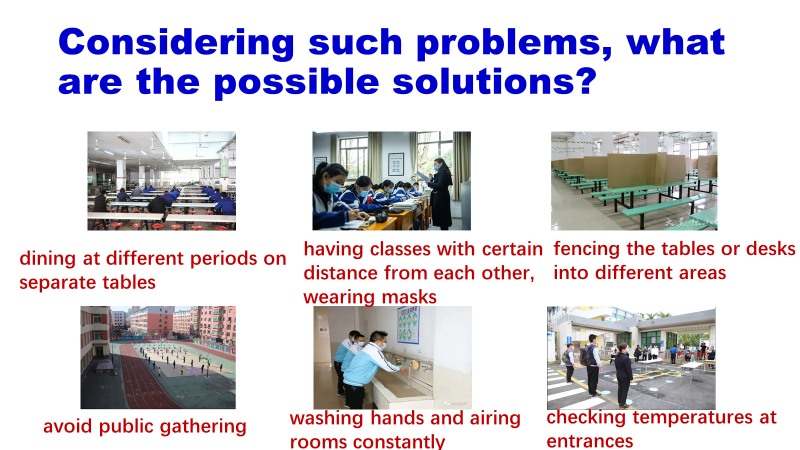 Considering such problems, what
are the possible solutions?
dining at different periods on
separate tables
having classes with certain
distance from each other,
wearing masks
fencing the tables or desks
into different areas
avoid public gathering
washing hands and airing
rooms constantly
checking temperatures at
entrances